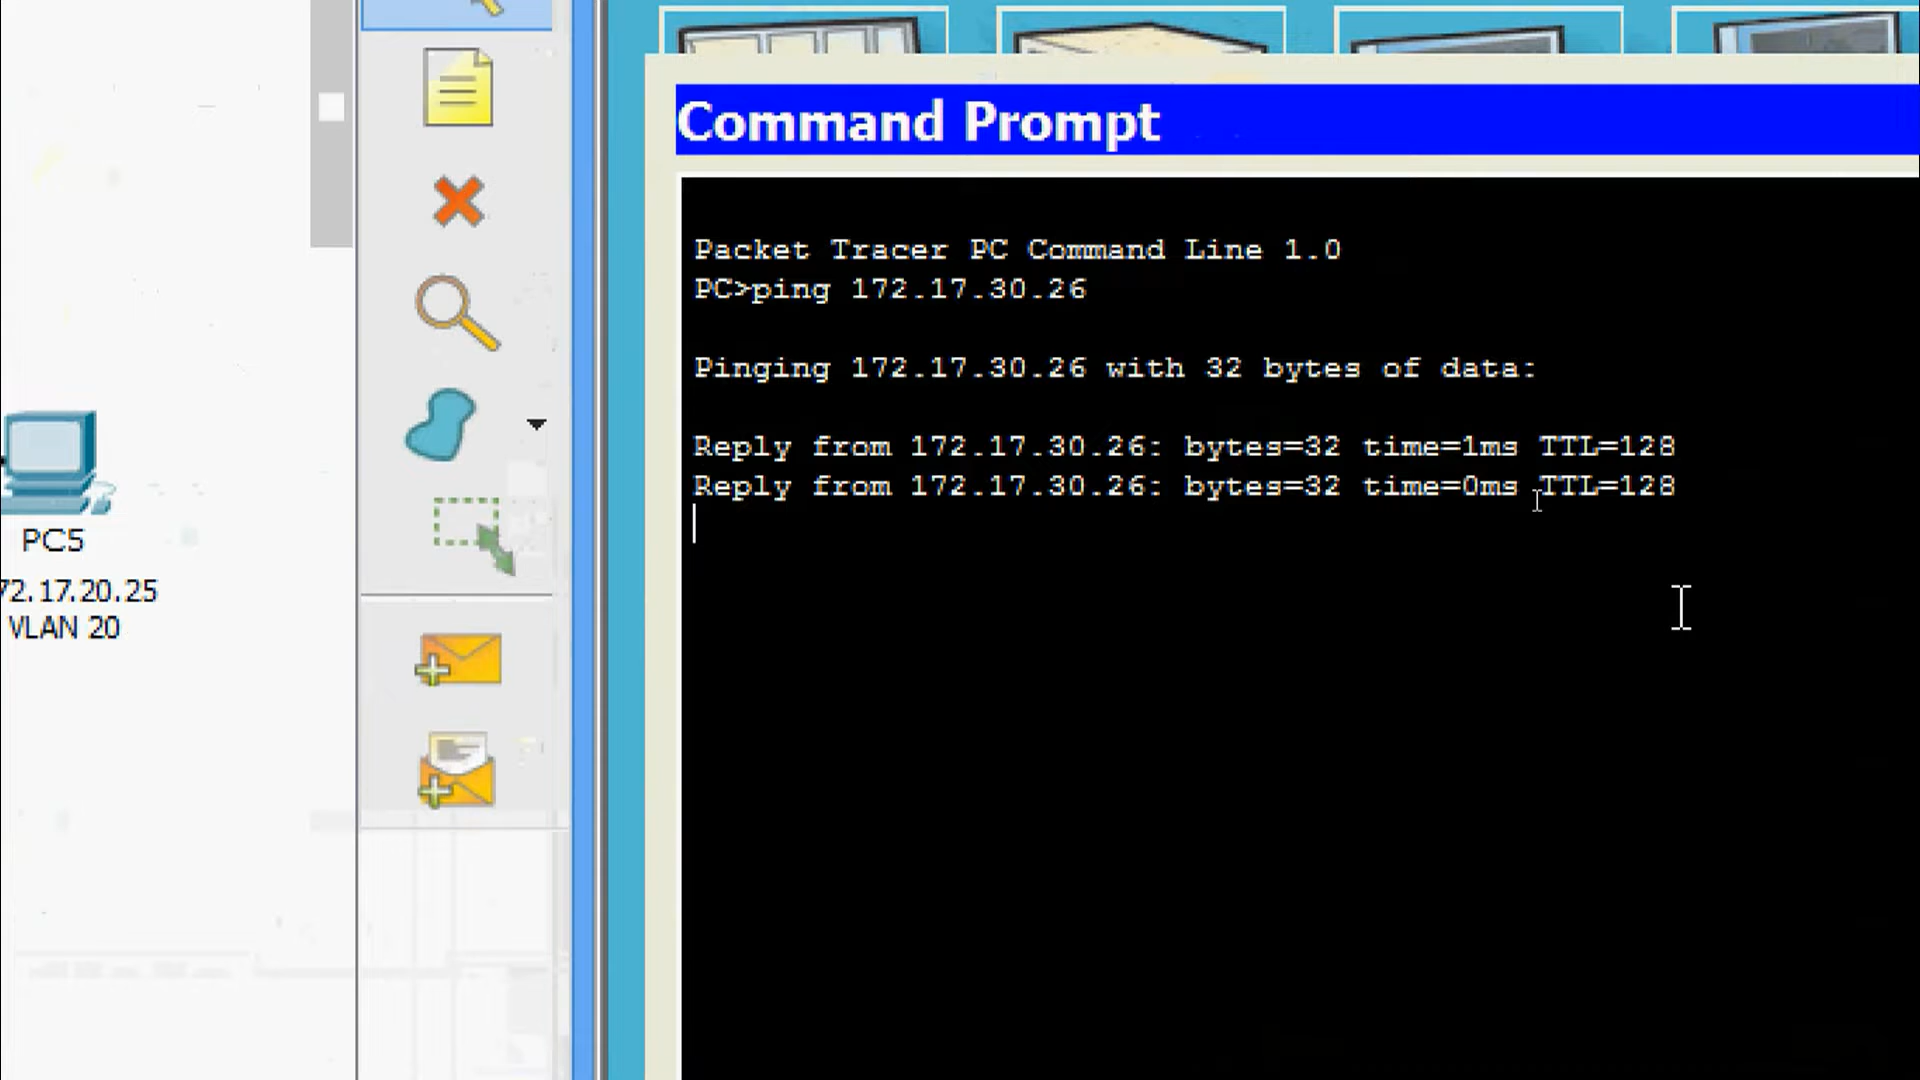 Command Prompt
Packet Tracer PC Command Line 1.0
PC>ping 172.17.30.26
Pinging 172.17.30.26 with 32 bytes of data:
Reply from 172.17.30.26: bytes=32 time=1ms TTL=128
Reply from 172.17.30.26: bytes=32 time=0ms TTL=128
PC5
72.17.20.25
VLAN 20